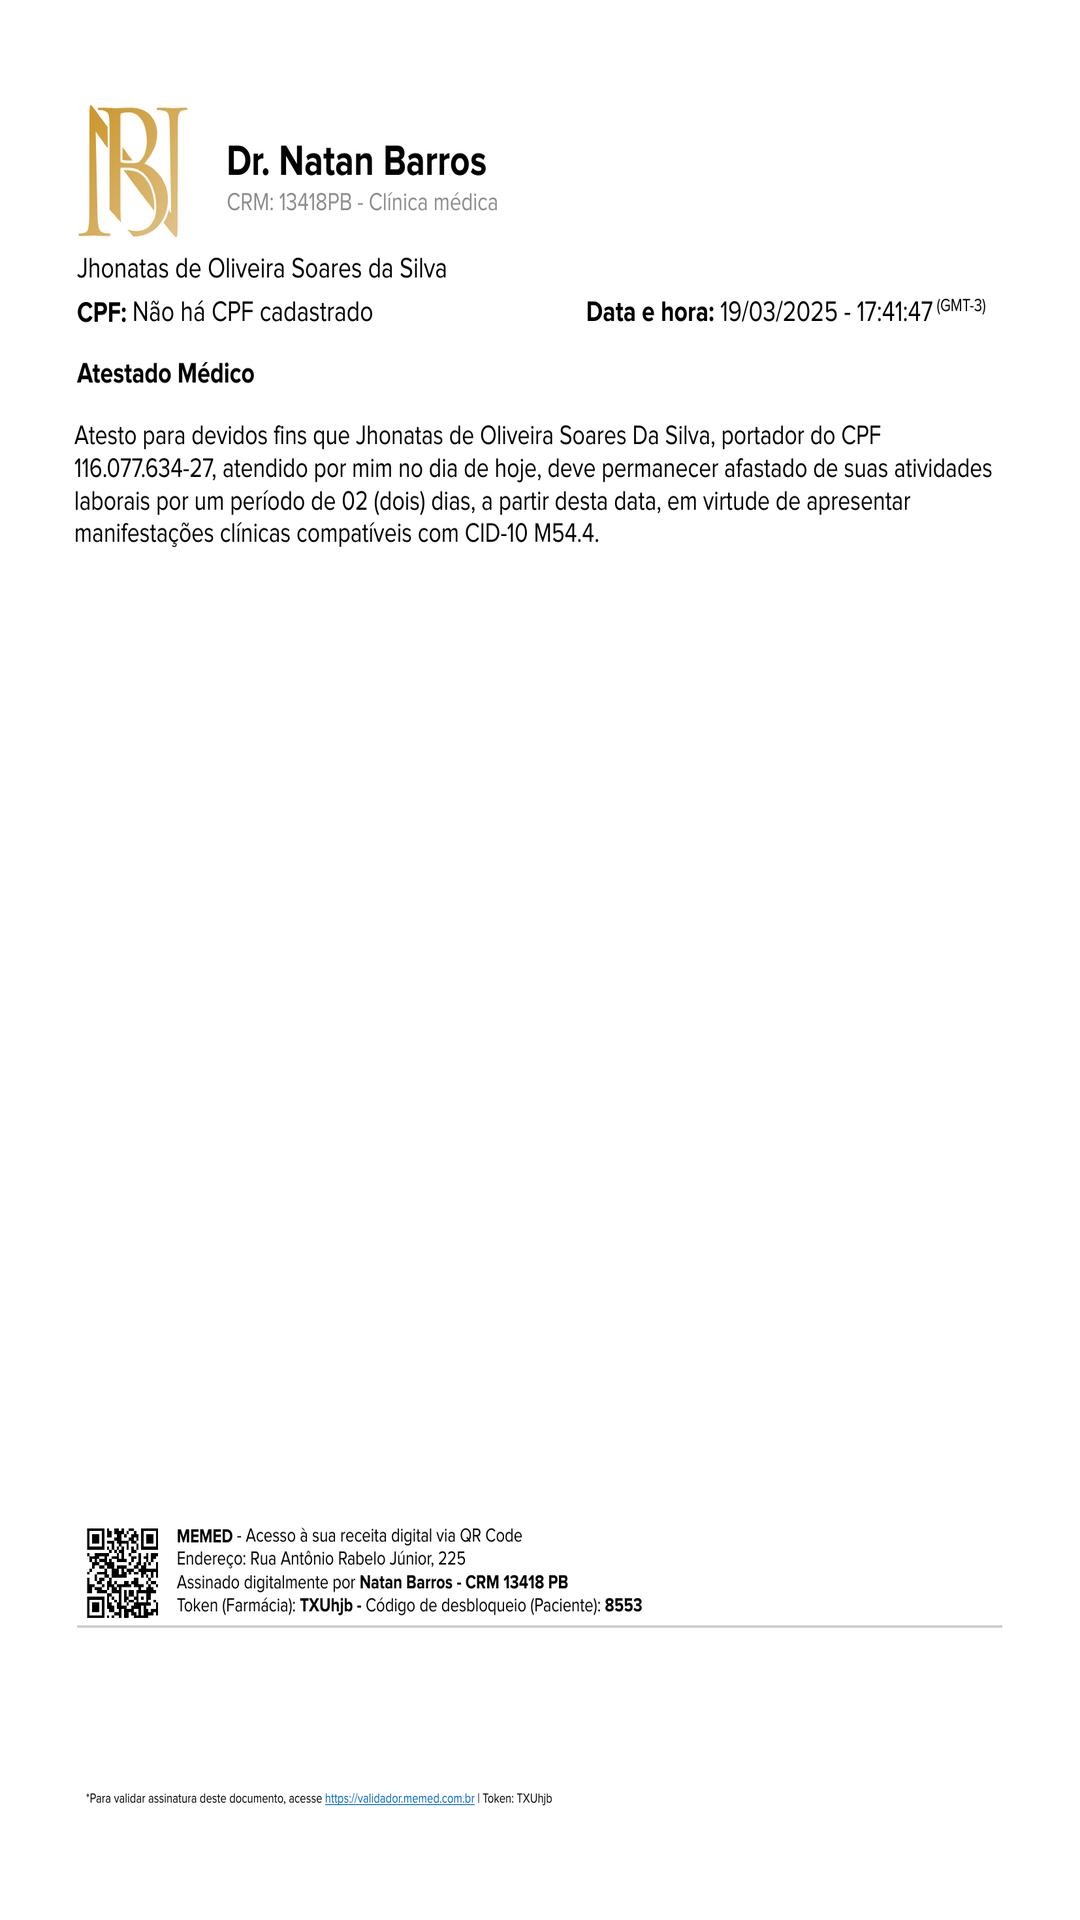 Dr. Natan Barros
CRM: 13418PB - Clínica médica
Jhonatas de Oliveira Soares da Silva
CPF: Não há CPF cadastrado
Data e hora: 19/03/2025 - 17:41:47 (GMT-3)
Atestado Médico
Atesto para devidos fins que Jhonatas de Oliveira Soares Da Silva, portador do CPF
116.077.634-27, atendido por mim no dia de hoje, deve permanecer afastado de suas atividades
laborais por um período de 02 (dois) dias, a partir desta data, em virtude de apresentar
manifestações clínicas compatíveis com CID-10 M54.4.
MEMED - Acesso à sua receita digital via QR Code
Endereço: Rua Antônio Rabelo Júnior, 225
Assinado digitalmente por Natan Barros - CRM 13418 PB
Token (Farmácia): TXUhjb - Código de desbloqueio (Paciente): 8553
*Para validar assinatura deste documento, acesse https://validador.memed.com.br | Token: TXUhjb